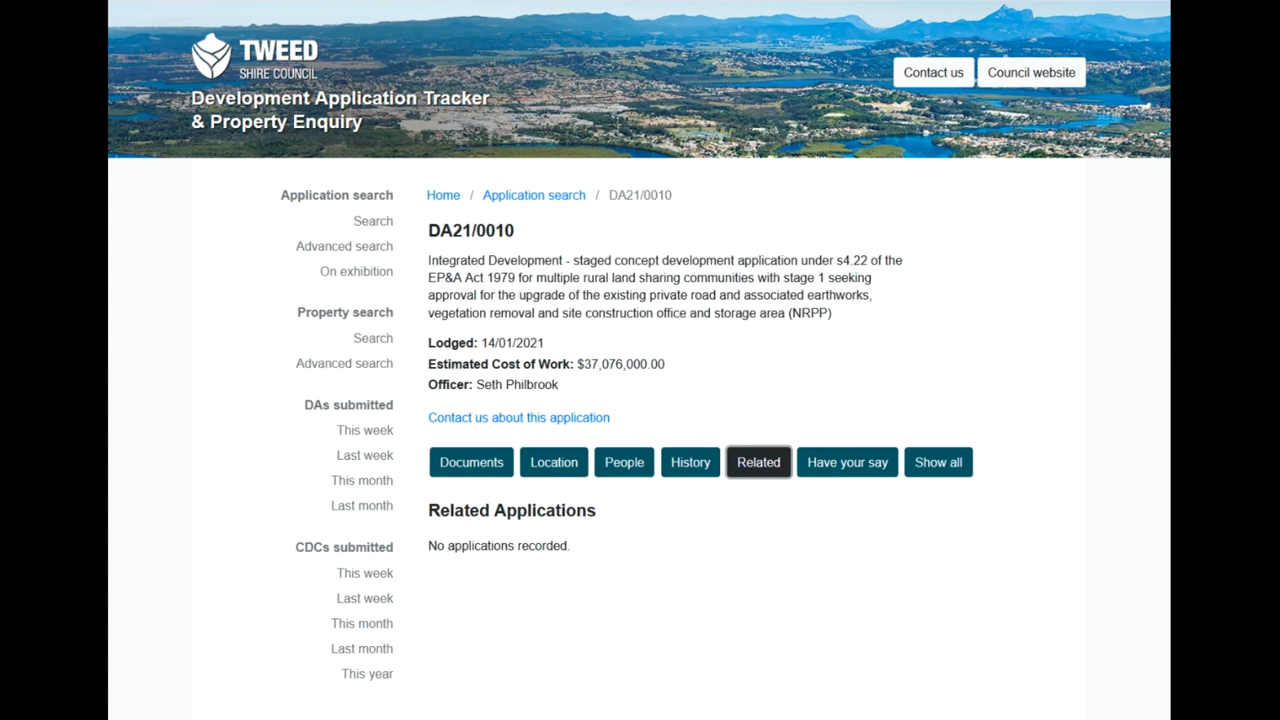 TWEED
SHIRE COUNCIL
Development Application Tracker
& Property Enquiry
Contact us
Council website
Application search
Search
Advanced search
On exhibition
Property search
Search
Advanced search
DAs submitted
This week
Last week
This month
Last month
CDCs submitted
This week
Last week
This month
Last month
This year
Home / Application search / DA21/0010
DA21/0010
Integrated Development - staged concept development application under s4.22 of the
EP&A Act 1979 for multiple rural land sharing communities with stage 1 seeking
approval for the upgrade of the existing private road and associated earthworks,
vegetation removal and site construction office and storage area (NRPP)
Lodged: 14/01/2021
Estimated Cost of Work: $37,076,000.00
Officer: Seth Philbrook
Contact us about this application
Documents Location People History Related Have your say Show all
Related Applications
No applications recorded.